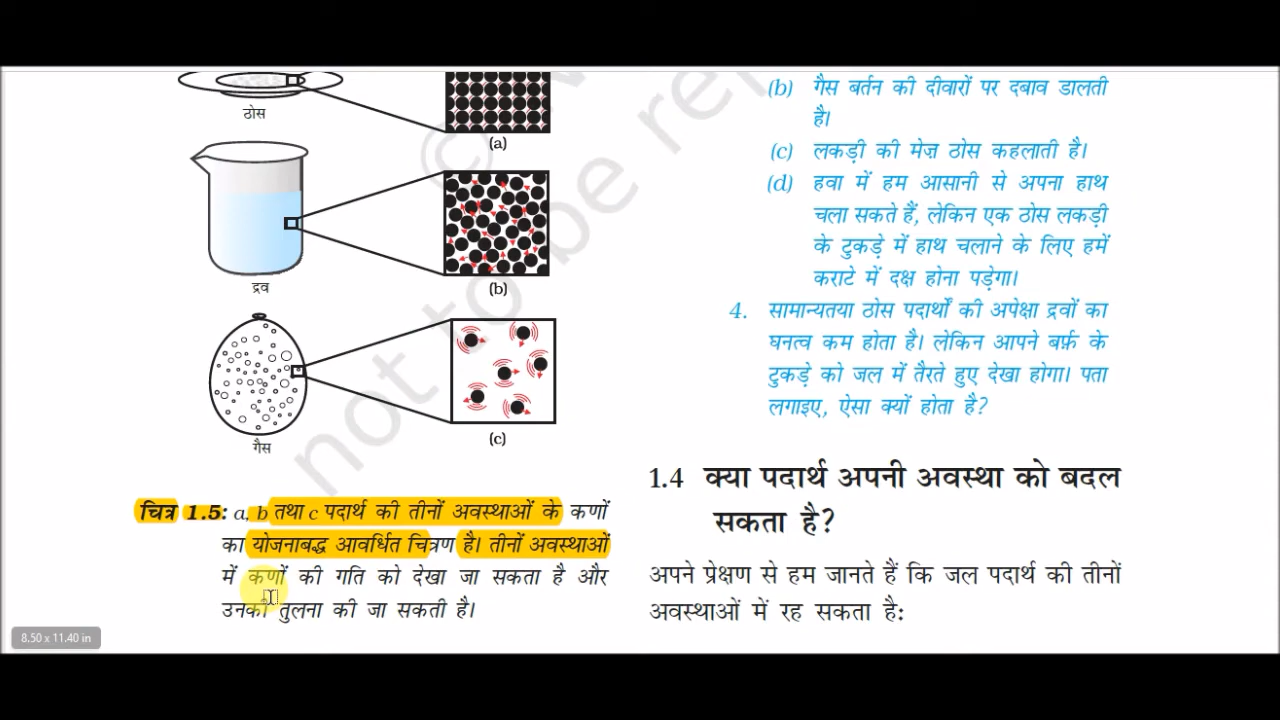 ठोस
(a)
द्रव
(b)
गैस
(c)
चित्र 1.5: a, b तथा c पदार्थ की तीनों अवस्थाओं के कणों
का योजनाबद्ध आवर्धित चित्रण है। तीनों अवस्थाओं
में कणों की गति को देखा जा सकता है और
उनकी तुलना की जा सकती है।
8.50 x 11.40 in
(b) गैस बर्तन की दीवारों पर दबाव डालती
है।
(c) लकड़ी की मेज़ ठोस कहलाती है।
(d) हवा में हम आसानी से अपना हाथ
चला सकते हैं, लेकिन एक ठोस लकड़ी
के टुकड़े में हाथ चलाने के लिए हमें
कराटे में दक्ष होना पड़ेगा।
4. सामान्यतया ठोस पदार्थों की अपेक्षा द्रवों का
घनत्व कम होता है। लेकिन आपने बर्फ़ के
टुकड़े को जल में तैरते हुए देखा होगा। पता
लगाइए, ऐसा क्यों होता है?
1.4 क्या पदार्थ अपनी अवस्था को बदल
सकता है?
अपने प्रेक्षण से हम जानते हैं कि जल पदार्थ की तीनों
अवस्थाओं में रह सकता है:
not to be rep